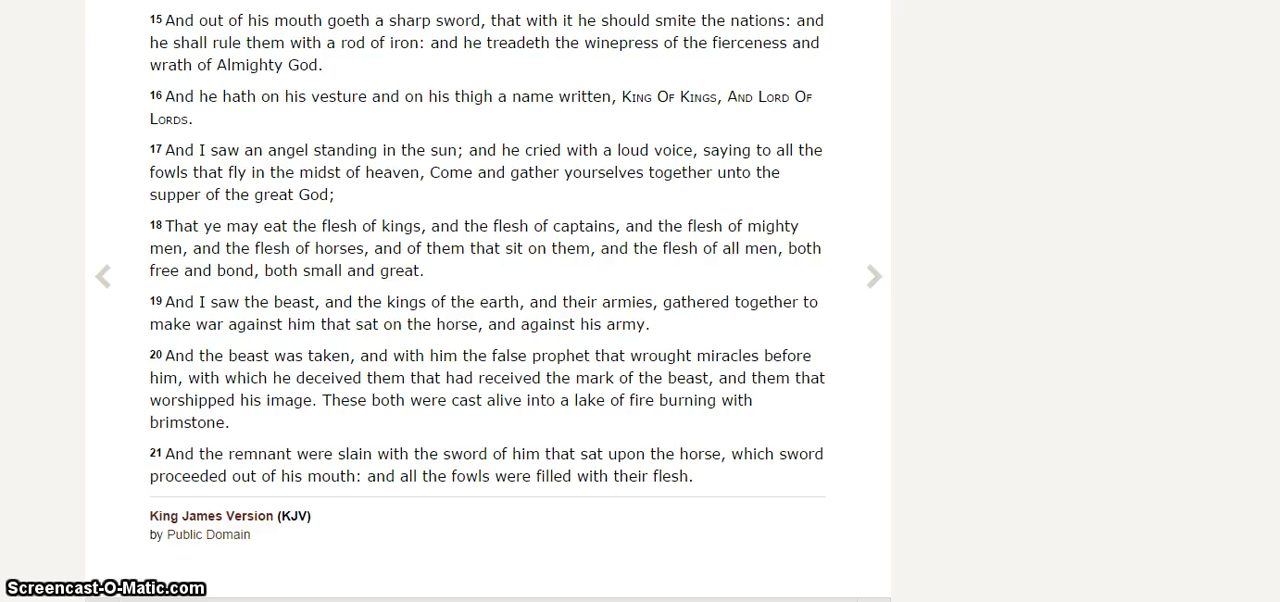 15 And out of his mouth goeth a sharp sword, that with it he should smite the nations: and
he shall rule them with a rod of iron: and he treadeth the winepress of the fierceness and
wrath of Almighty God.
16 And he hath on his vesture and on his thigh a name written, King Of Kings, And Lord Of
Lords.
17 And I saw an angel standing in the sun; and he cried with a loud voice, saying to all the
fowls that fly in the midst of heaven, Come and gather yourselves together unto the
supper of the great God;
18 That ye may eat the flesh of kings, and the flesh of captains, and the flesh of mighty
men, and the flesh of horses, and of them that sit on them, and the flesh of all men, both
free and bond, both small and great.
19 And I saw the beast, and the kings of the earth, and their armies, gathered together to
make war against him that sat on the horse, and against his army.
20 And the beast was taken, and with him the false prophet that wrought miracles before
him, with which he deceived them that had received the mark of the beast, and them that
worshipped his image. These both were cast alive into a lake of fire burning with
brimstone.
21 And the remnant were slain with the sword of him that sat upon the horse, which sword
proceeded out of his mouth: and all the fowls were filled with their flesh.
King James Version (KJV)
by Public Domain
Screencast-O-Matic.com